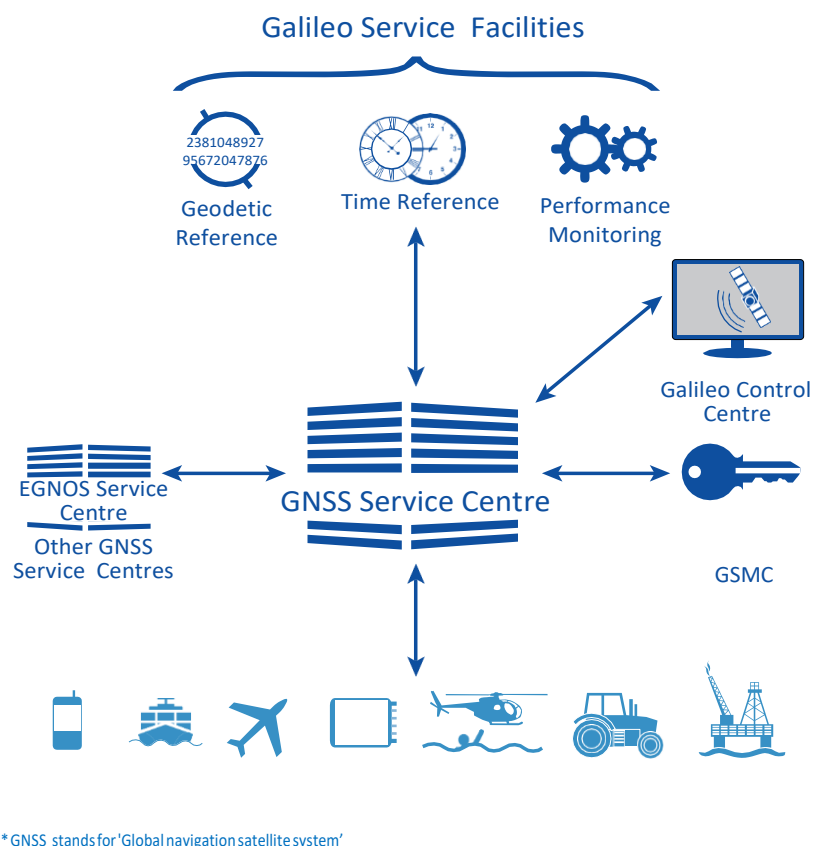 Galileo Service Facilities
2381048927
95672047876
Geodetic
Reference
Time Reference
Performance
Monitoring
Galileo Control
Centre
GNSS Service Centre
EGNOS Service
Centre
Other GNSS
Service Centres
GSMC
* GNSS stands for 'Global navigation satellite system'